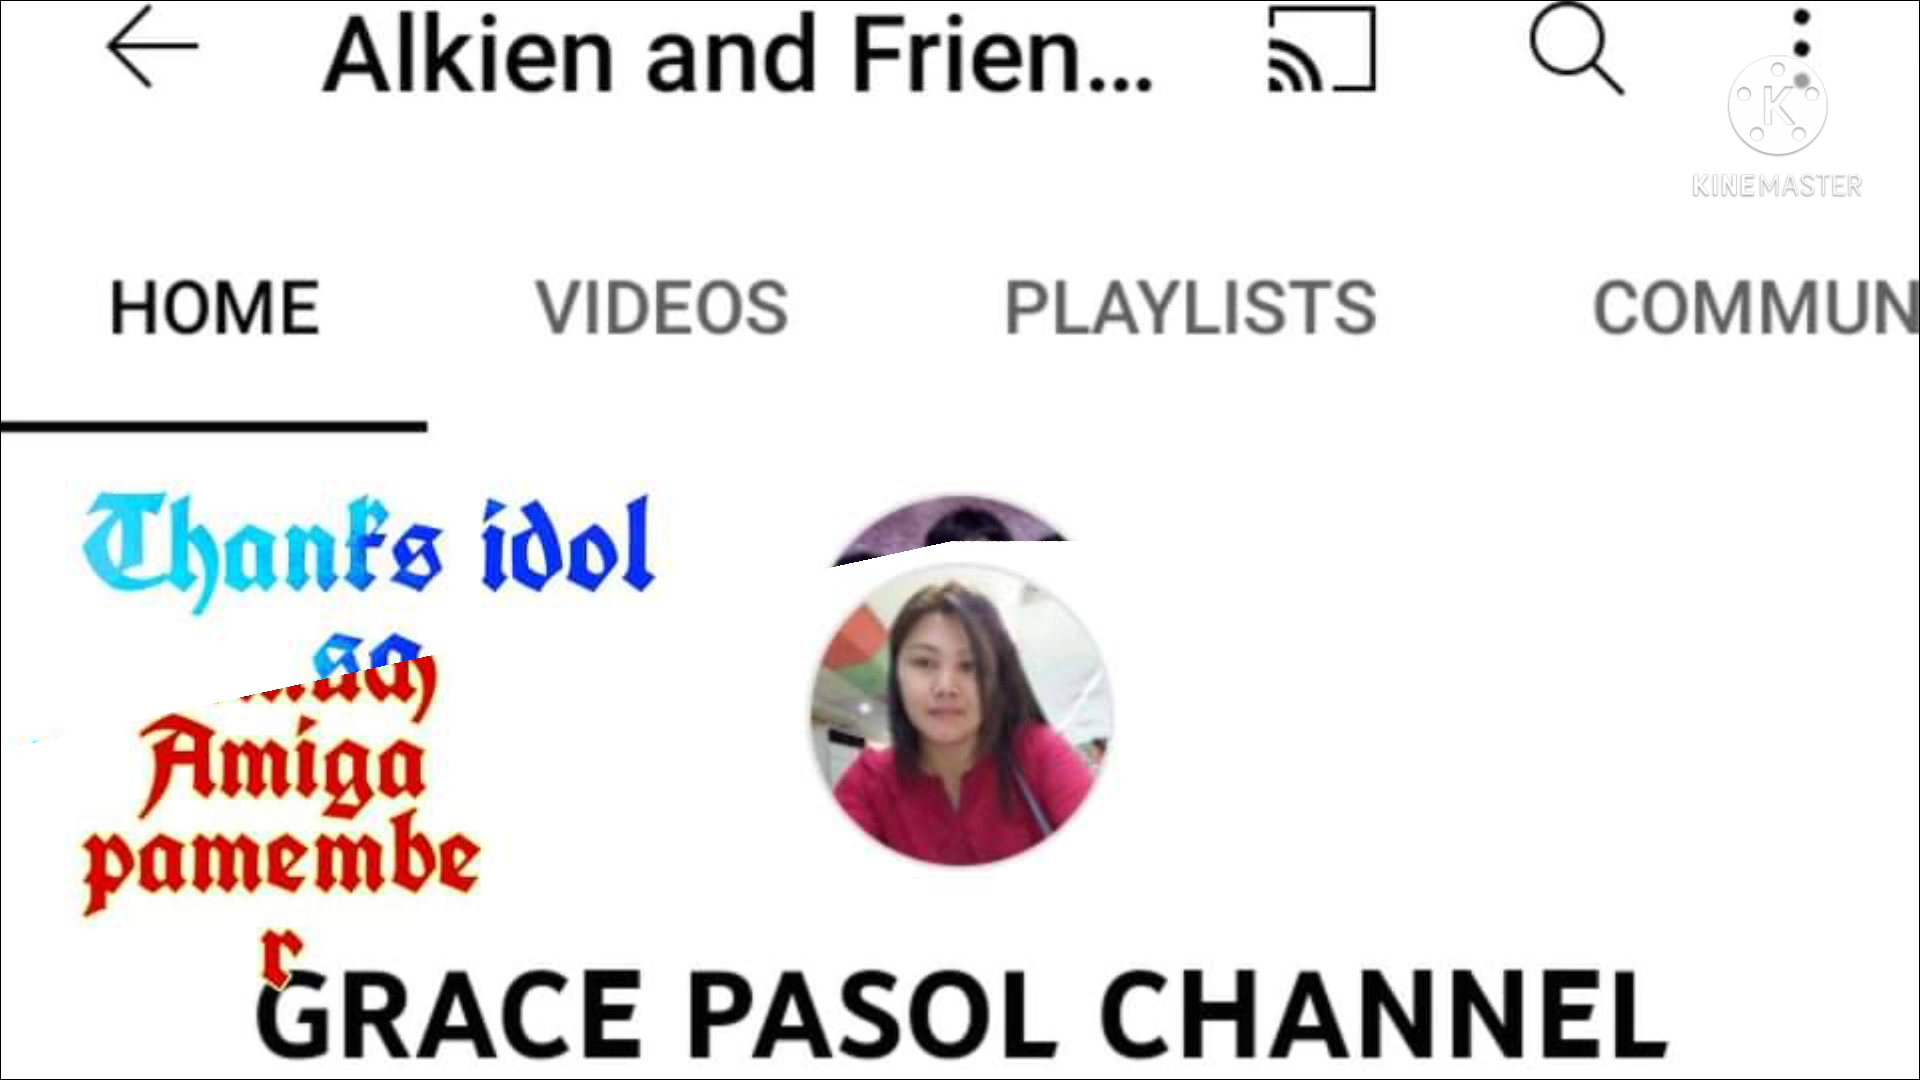 Alkien and Frien...
KINEMASTER
HOME VIDEOS PLAYLISTS COMMUN
Thanks idol
sa
Amiga
pamembe
r
GRACE PASOL CHANNEL